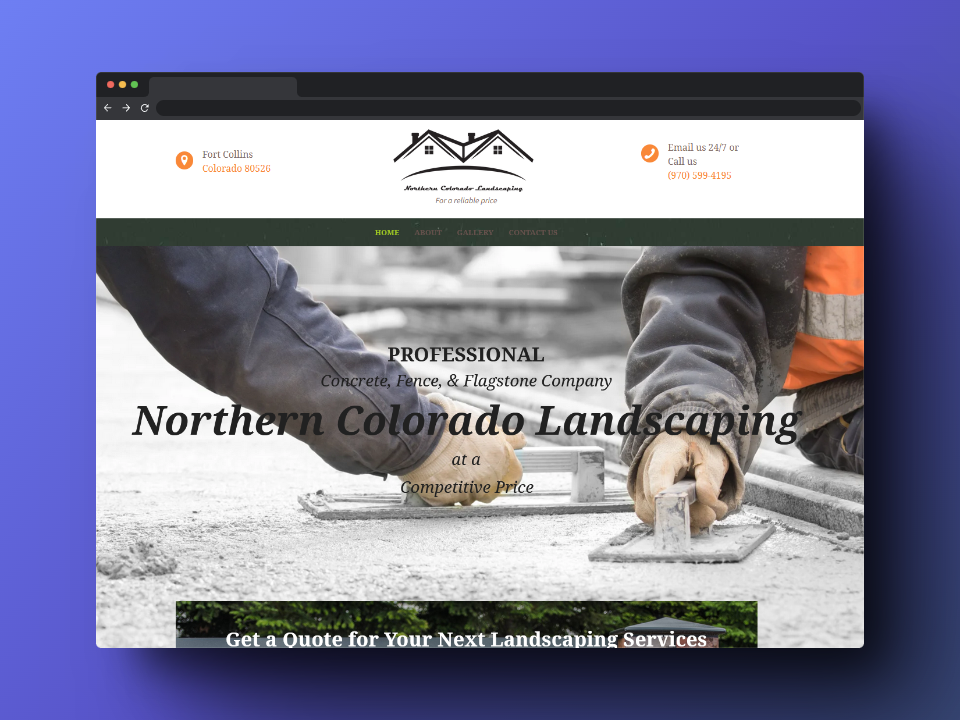 Fort Collins
Colorado 80526
Northern Colorado Landscaping
For a reliable price
Email us 24/7 or
Call us
(970) 599-4195
HOME ABOUT GALLERY CONTACT US
PROFESSIONAL
Concrete, Fence, & Flagstone Company
Northern Colorado Landscaping
at a
Competitive Price
Get a Quote for Your Next Landscaping Services